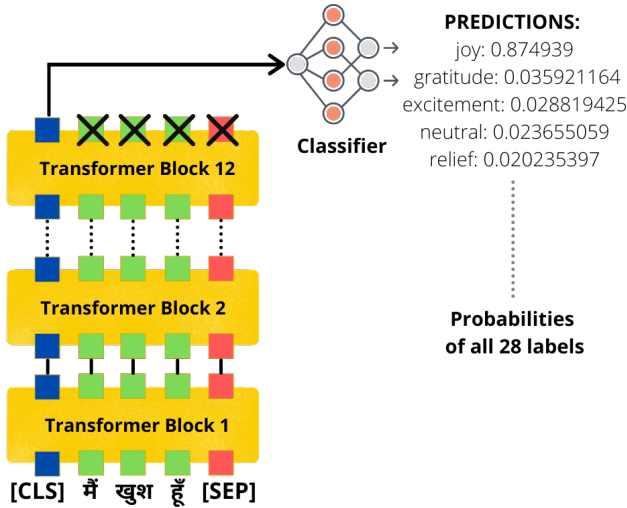 PREDICTIONS:
joy: 0.874939
gratitude: 0.035921164
excitement: 0.028819425
neutral: 0.023655059
relief: 0.020235397
Classifier
Transformer Block 12
Transformer Block 2
Probabilities
of all 28 labels
Transformer Block 1
[CLS] मैं खुश हूँ [SEP]